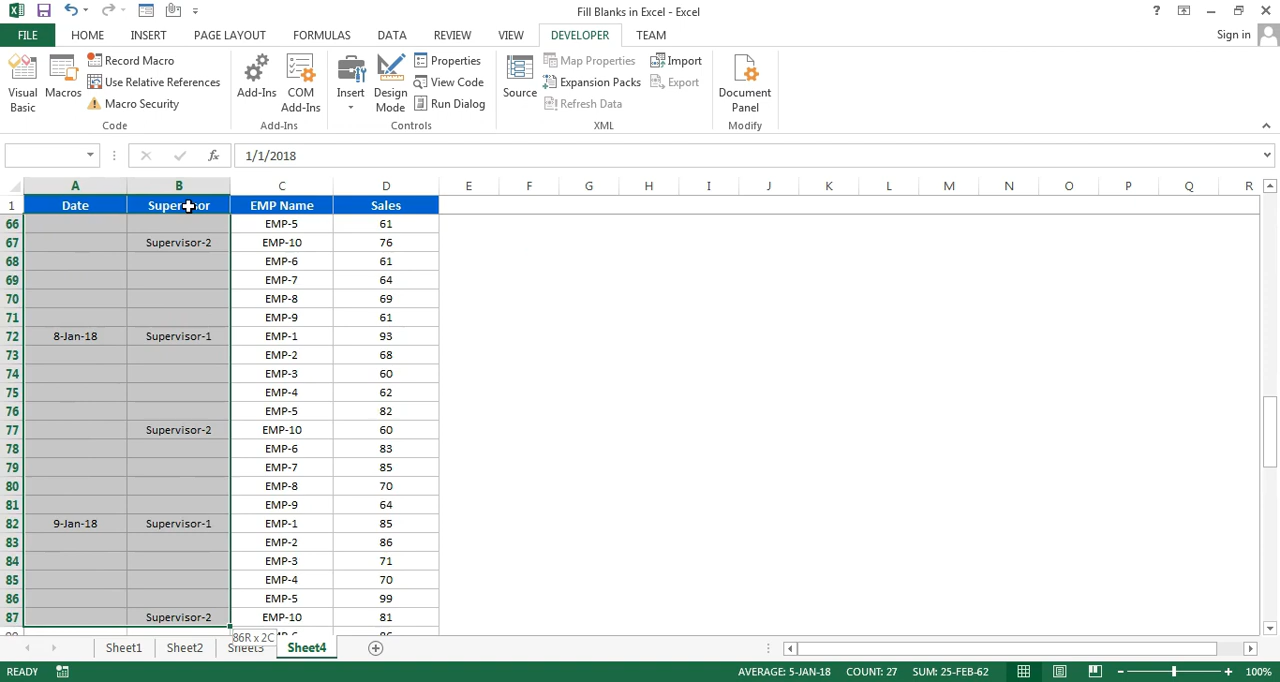 Fill Blanks in Excel - Excel
?
FILE HOME INSERT PAGE LAYOUT FORMULAS DATA REVIEW VIEW DEVELOPER TEAM Sign in
Visual Basic
Macros
Record Macro
Use Relative References
Macro Security
Code
Add-Ins
COM Add-Ins
Add-Ins
Insert
Design Mode
Properties
View Code
Run Dialog
Controls
Source
Map Properties
Expansion Packs
Refresh Data
Import
Export
XML
Document Panel
Modify
fx 1/1/2018
A B C D E F G H I J K L M N O P Q R
1 Date Supervisor EMP Name Sales
66 EMP-5 61
67 Supervisor-2 EMP-10 76
68 EMP-6 61
69 EMP-7 64
70 EMP-8 69
71 EMP-9 61
72 8-Jan-18 Supervisor-1 EMP-1 93
73 EMP-2 68
74 EMP-3 60
75 EMP-4 62
76 EMP-5 82
77 Supervisor-2 EMP-10 60
78 EMP-6 83
79 EMP-7 85
80 EMP-8 70
81 EMP-9 64
82 9-Jan-18 Supervisor-1 EMP-1 85
83 EMP-2 86
84 EMP-3 71
85 EMP-4 70
86 EMP-5 99
87 Supervisor-2 EMP-10 81
86R x 2C
Sheet1 Sheet2 Sheet3 Sheet4
READY AVERAGE: 5-JAN-18 COUNT: 27 SUM: 25-FEB-62 100%